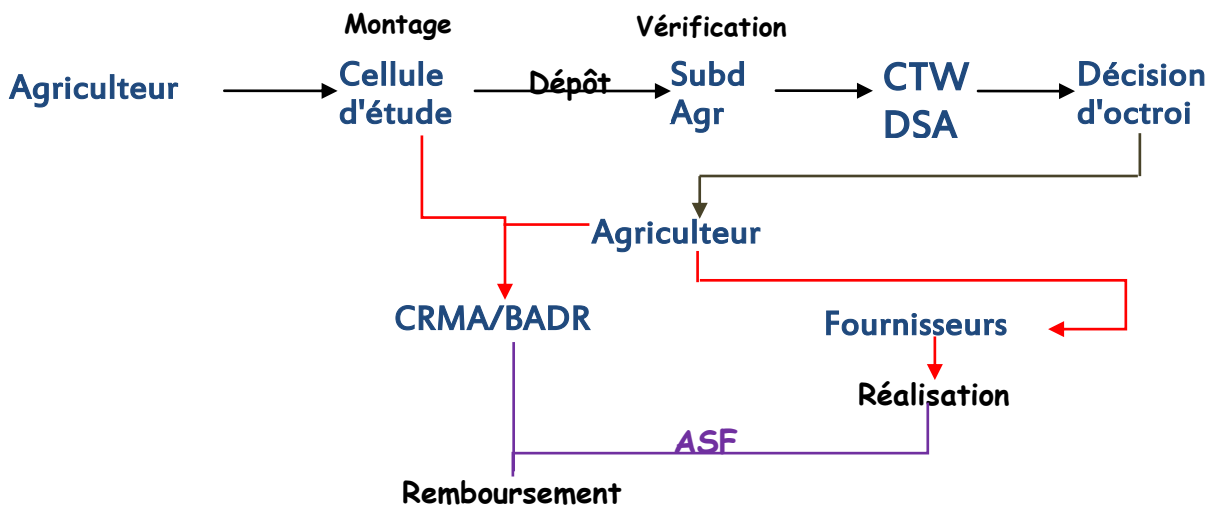 Montage
Vérification
Agriculteur
Cellule
d'étude
Dépôt
Subd
Agr
CTW
DSA
Décision
d'octroi
Agriculteur
CRMA/BADR
Fournisseurs
Réalisation
ASF
Remboursement